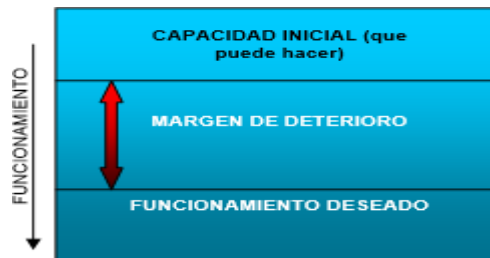 FUNCIONAMIENTO
CAPACIDAD INICIAL (que
puede hacer)
MARGEN DE DETERIORO
FUNCIONAMIENTO DESEADO